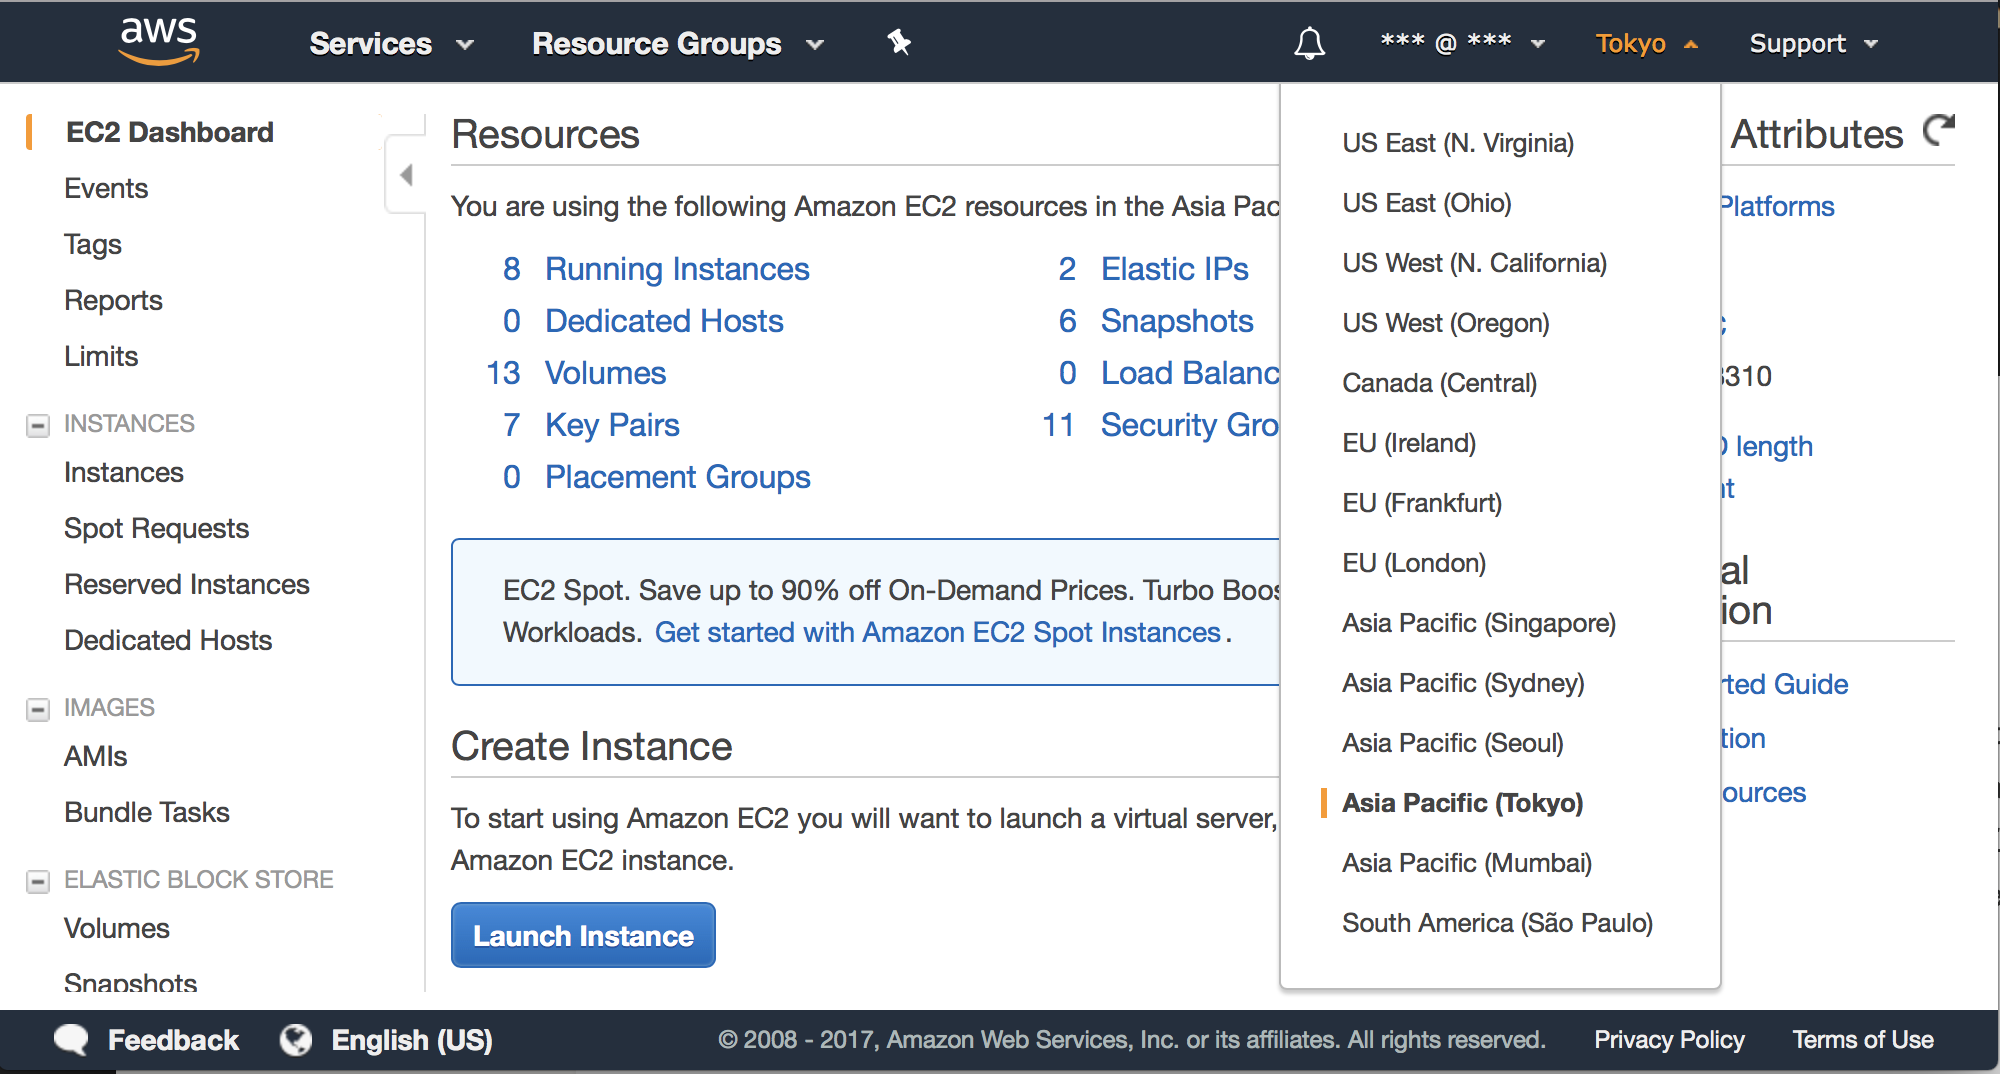 aws
Services
Resource Groups
*** @ ***
Tokyo
Support
EC2 Dashboard
Events
Tags
Reports
Limits
INSTANCES
Instances
Spot Requests
Reserved Instances
Dedicated Hosts
IMAGES
AMIs
Bundle Tasks
ELASTIC BLOCK STORE
Volumes
Snapshots
Resources
You are using the following Amazon EC2 resources in the Asia Pac
8 Running Instances
0 Dedicated Hosts
13 Volumes
7 Key Pairs
0 Placement Groups
2 Elastic IPs
6 Snapshots
0 Load Balanc
11 Security Gro
EC2 Spot. Save up to 90% off On-Demand Prices. Turbo Boos
Workloads. Get started with Amazon EC2 Spot Instances.
Create Instance
To start using Amazon EC2 you will want to launch a virtual server,
Amazon EC2 instance.
Launch Instance
US East (N. Virginia)
US East (Ohio)
US West (N. California)
US West (Oregon)
Canada (Central)
EU (Ireland)
EU (Frankfurt)
EU (London)
Asia Pacific (Singapore)
Asia Pacific (Sydney)
Asia Pacific (Seoul)
Asia Pacific (Tokyo)
Asia Pacific (Mumbai)
South America (São Paulo)
Attributes
Platforms
310
length
al
ion
rted Guide
tion
ources
Feedback
English (US)
© 2008 - 2017, Amazon Web Services, Inc. or its affiliates. All rights reserved.
Privacy Policy
Terms of Use